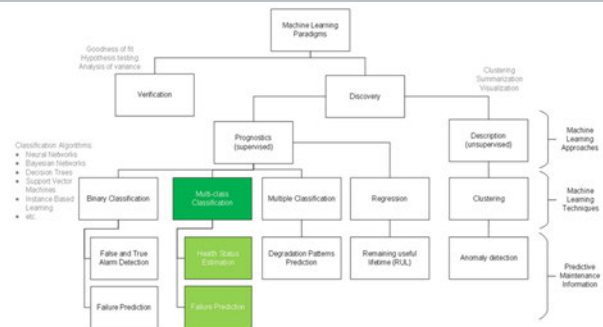 Machine Learning
Paradigms
Goodness of fit
Hypothesis testing
Analysis of variance
Verification
Discovery
Clustering
Summarization
Visualization
Classification Algorithms
• Neural Networks
• Bayesian Networks
• Decision Trees
• Support Vector
Machines
• Instance Based
Learning
• etc.
Prognostics
(supervised)
Description
(unsupervised)
Machine
Learning
Approaches
Binary Classification
Multi-class
Classification
Multiple Classification
Regression
Clustering
Machine
Learning
Techniques
False and True
Alarm Detection
Health Status
Estimation
Degradation Patterns
Prediction
Remaining useful
lifetime (RUL)
Anomaly detection
Predictive
Maintenance
Information
Failure Prediction
Failure Prediction